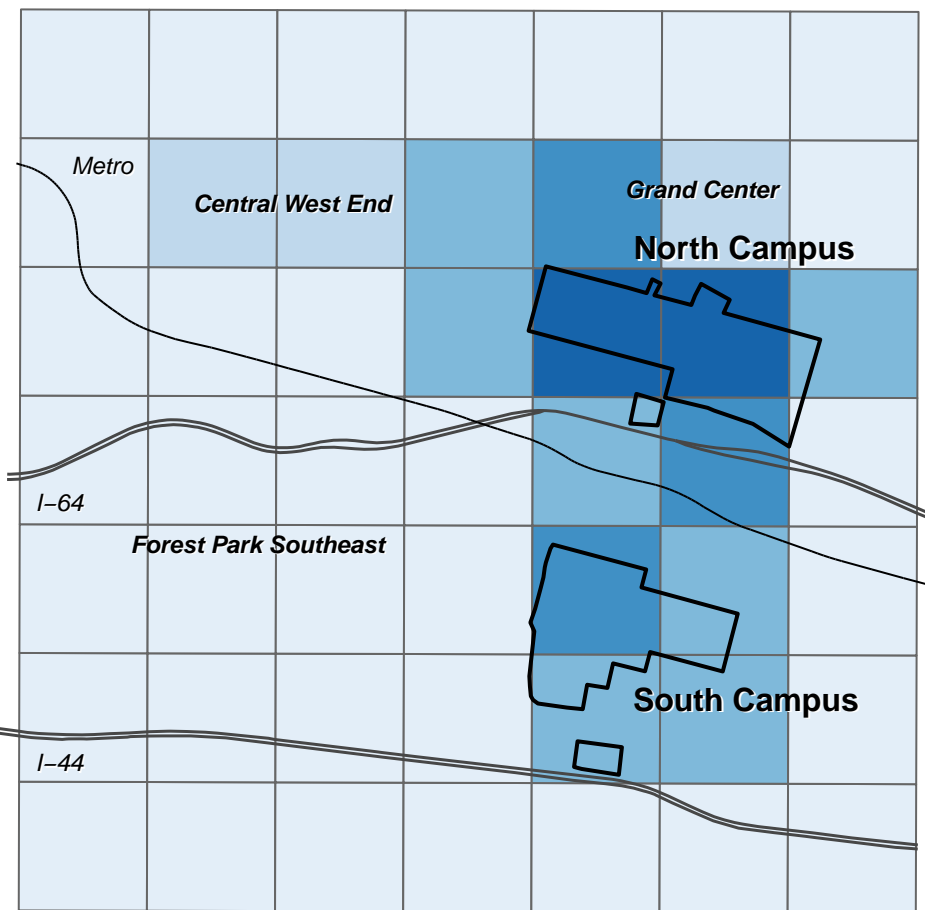 Metro
Central West End
Grand Center
North Campus
I–64
Forest Park Southeast
South Campus
I–44